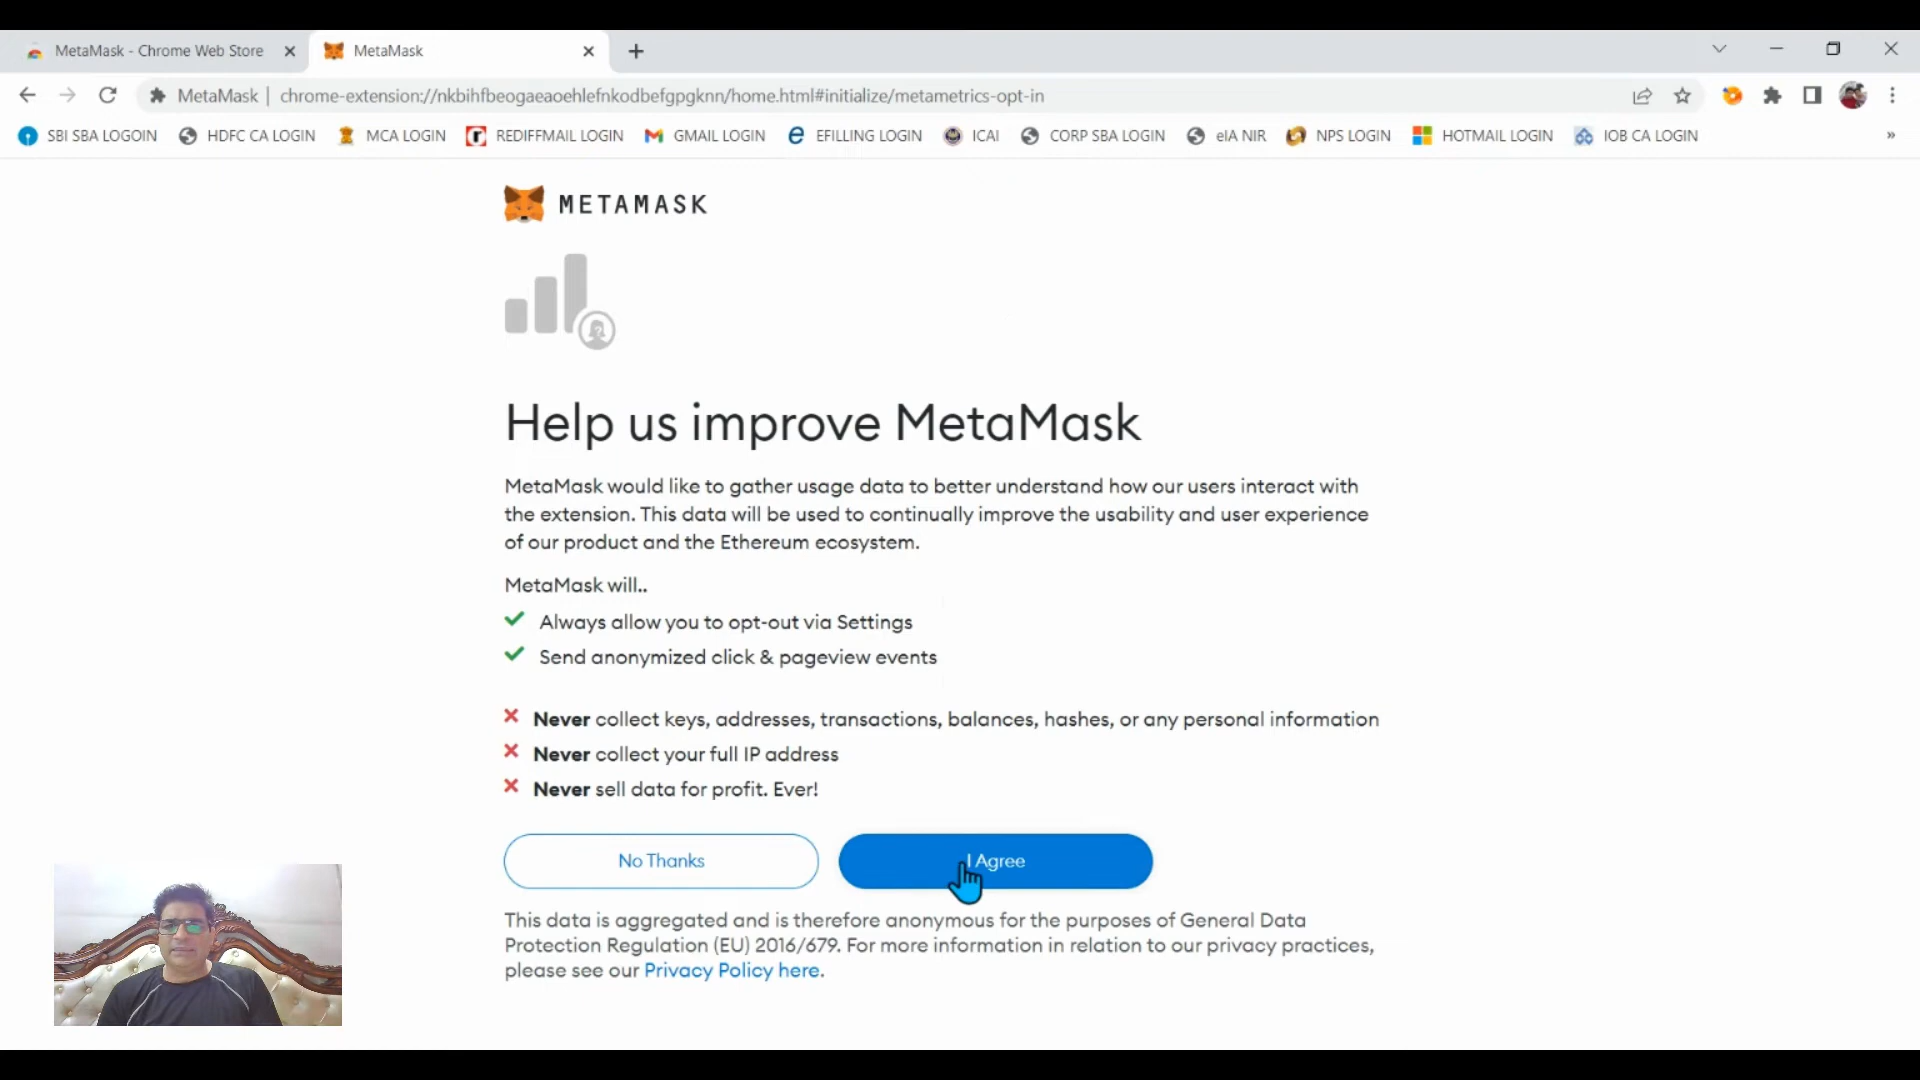 MetaMask - Chrome Web Store
MetaMask
MetaMask | chrome-extension://nkbihfbeogaeaoehlefnkodbefgpgknn/home.html#initialize/metametrics-opt-in
SBI SBA LOGOIN HDFC CA LOGIN MCA LOGIN REDIFFMAIL LOGIN GMAIL LOGIN EFILLING LOGIN ICAI CORP SBA LOGIN eIA NIR NPS LOGIN HOTMAIL LOGIN IOB CA LOGIN »
METAMASK
Help us improve MetaMask
MetaMask would like to gather usage data to better understand how our users interact with
the extension. This data will be used to continually improve the usability and user experience
of our product and the Ethereum ecosystem.
MetaMask will..
Always allow you to opt-out via Settings
Send anonymized click & pageview events
Never collect keys, addresses, transactions, balances, hashes, or any personal information
Never collect your full IP address
Never sell data for profit. Ever!
No Thanks
I Agree
This data is aggregated and is therefore anonymous for the purposes of General Data
Protection Regulation (EU) 2016/679. For more information in relation to our privacy practices,
please see our Privacy Policy here.